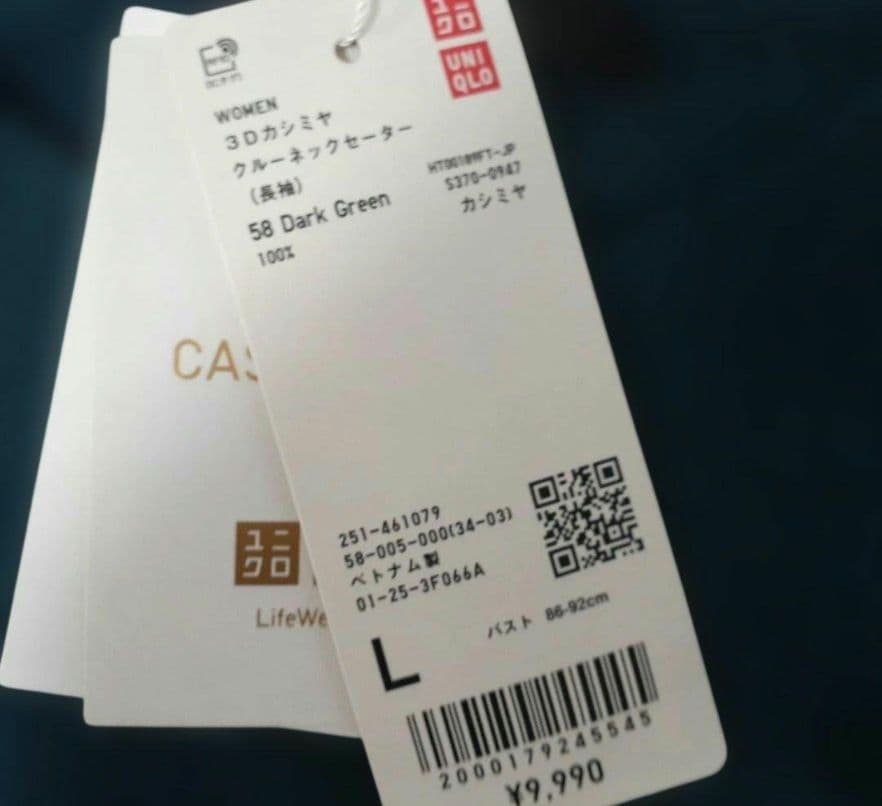 CAS
ユニ
クロ
LifeWe
ユニ
クロ
UNI
QLO
WOMEN
3Dカシミヤ
クルーネックセーター
(長袖)
58 Dark Green
100%
S370-0947
カシミヤ
251-461079
58-005-000(34-03)
ベトナム製
01-25-3F066A
バスト 86-92cm
L
2000179245545
¥9,990